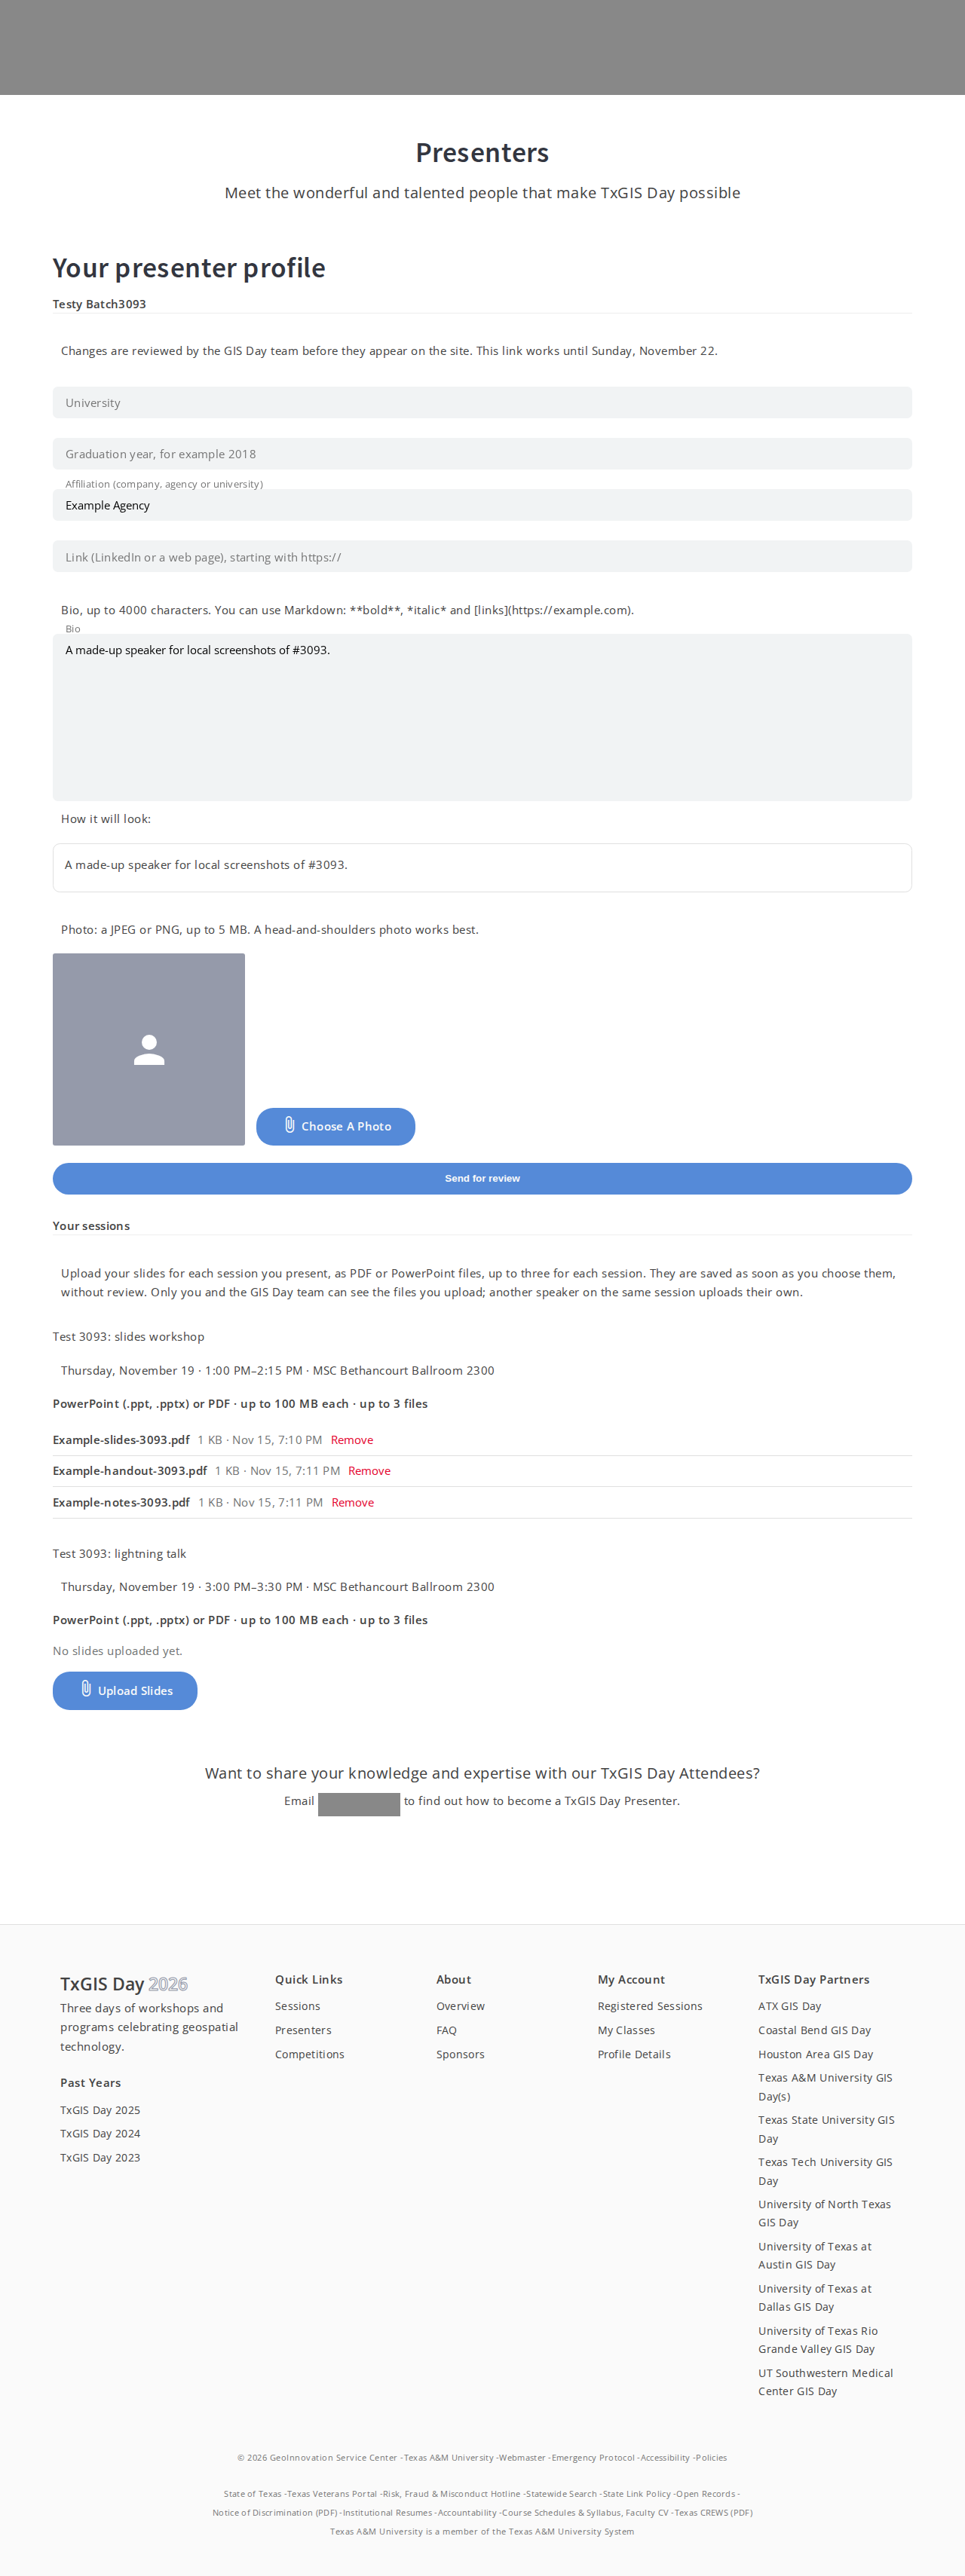 Presenters
Meet the wonderful and talented people that make TxGIS Day possible
Your presenter profile
Testy Batch3093
Changes are reviewed by the GIS Day team before they appear on the site. This link works until Sunday, November 22.
University
Graduation year, for example 2018
Affiliation (company, agency or university)
Example Agency
Link (LinkedIn or a web page), starting with https://
Bio, up to 4000 characters. You can use Markdown: **bold**, *italic* and [links](https://example.com).
Bio
A made-up speaker for local screenshots of #3093.
How it will look:
A made-up speaker for local screenshots of #3093.
Photo: a JPEG or PNG, up to 5 MB. A head-and-shoulders photo works best.
Choose A Photo
Send for review
Your sessions
Upload your slides for each session you present, as PDF or PowerPoint files, up to three for each session. They are saved as soon as you choose them,
without review. Only you and the GIS Day team can see the files you upload; another speaker on the same session uploads their own.
Test 3093: slides workshop
Thursday, November 19 · 1:00 PM–2:15 PM · MSC Bethancourt Ballroom 2300
PowerPoint (.ppt, .pptx) or PDF · up to 100 MB each · up to 3 files
Example-slides-3093.pdf 1 KB · Nov 15, 7:10 PM Remove
Example-handout-3093.pdf 1 KB · Nov 15, 7:11 PM Remove
Example-notes-3093.pdf 1 KB · Nov 15, 7:11 PM Remove
Test 3093: lightning talk
Thursday, November 19 · 3:00 PM–3:30 PM · MSC Bethancourt Ballroom 2300
PowerPoint (.ppt, .pptx) or PDF · up to 100 MB each · up to 3 files
No slides uploaded yet.
Upload Slides
Want to share your knowledge and expertise with our TxGIS Day Attendees?
Email to find out how to become a TxGIS Day Presenter.
TxGIS Day 2026
Three days of workshops and
programs celebrating geospatial
technology.
Past Years
TxGIS Day 2025
TxGIS Day 2024
TxGIS Day 2023
Quick Links
Sessions
Presenters
Competitions
About
Overview
FAQ
Sponsors
My Account
Registered Sessions
My Classes
Profile Details
TxGIS Day Partners
ATX GIS Day
Coastal Bend GIS Day
Houston Area GIS Day
Texas A&M University GIS
Day(s)
Texas State University GIS
Day
Texas Tech University GIS
Day
University of North Texas
GIS Day
University of Texas at
Austin GIS Day
University of Texas at
Dallas GIS Day
University of Texas Rio
Grande Valley GIS Day
UT Southwestern Medical
Center GIS Day
© 2026 GeoInnovation Service Center -Texas A&M University -Webmaster -Emergency Protocol -Accessibility -Policies
State of Texas -Texas Veterans Portal -Risk, Fraud & Misconduct Hotline -Statewide Search -State Link Policy -Open Records -
Notice of Discrimination (PDF) -Institutional Resumes -Accountability -Course Schedules & Syllabus, Faculty CV -Texas CREWS (PDF)
Texas A&M University is a member of the Texas A&M University System